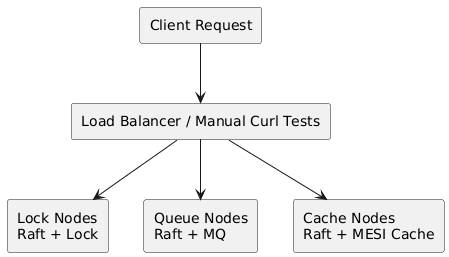 Client Request
Load Balancer / Manual Curl Tests
Lock Nodes
Raft + Lock
Queue Nodes
Raft + MQ
Cache Nodes
Raft + MESI Cache